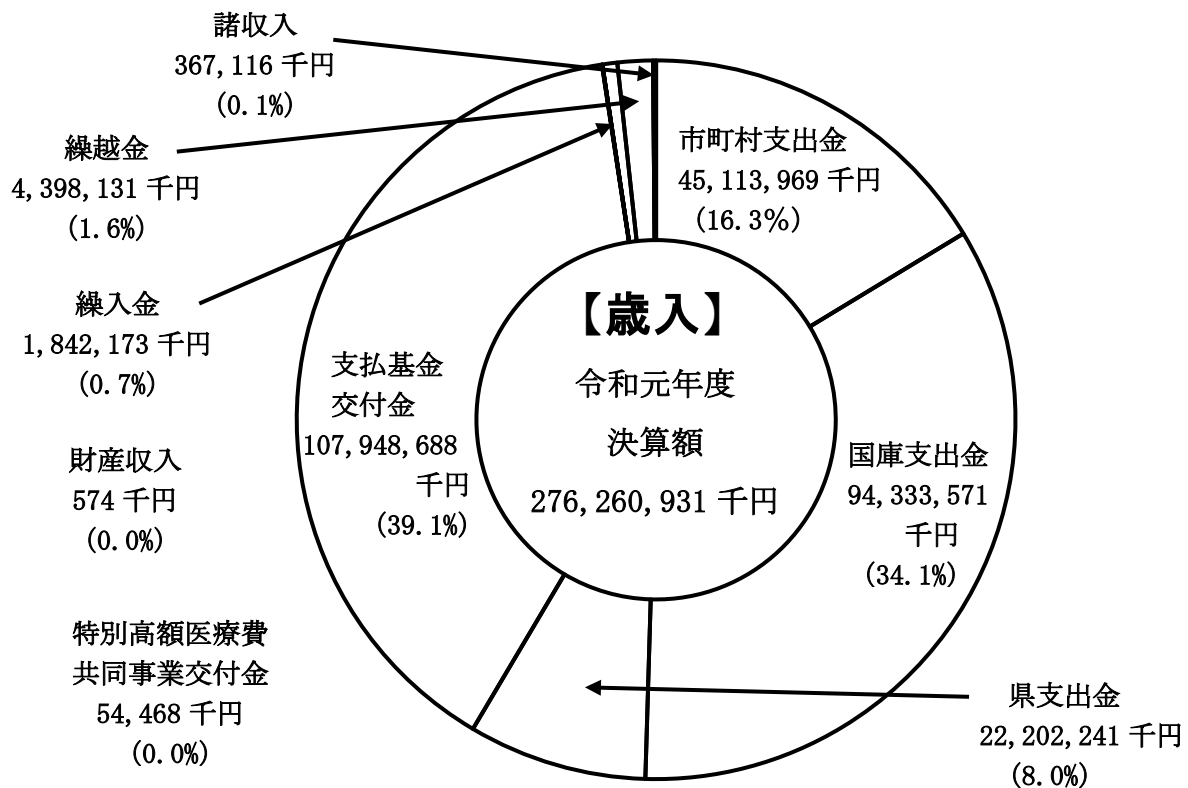 諸収入
367,116 千円
(0.1%)
繰越金
4,398,131 千円
(1.6%)
繰入金
1,842,173 千円
(0.7%)
財産収入
574 千円
(0.0%)
特別高額医療費
共同事業交付金
54,468 千円
(0.0%)
支払基金
交付金
107,948,688
千円
(39.1%)
【歳入】
令和元年度
決算額
276,260,931 千円
市町村支出金
45,113,969 千円
(16.3%)
国庫支出金
94,333,571
千円
(34.1%)
県支出金
22,202,241 千円
(8.0%)